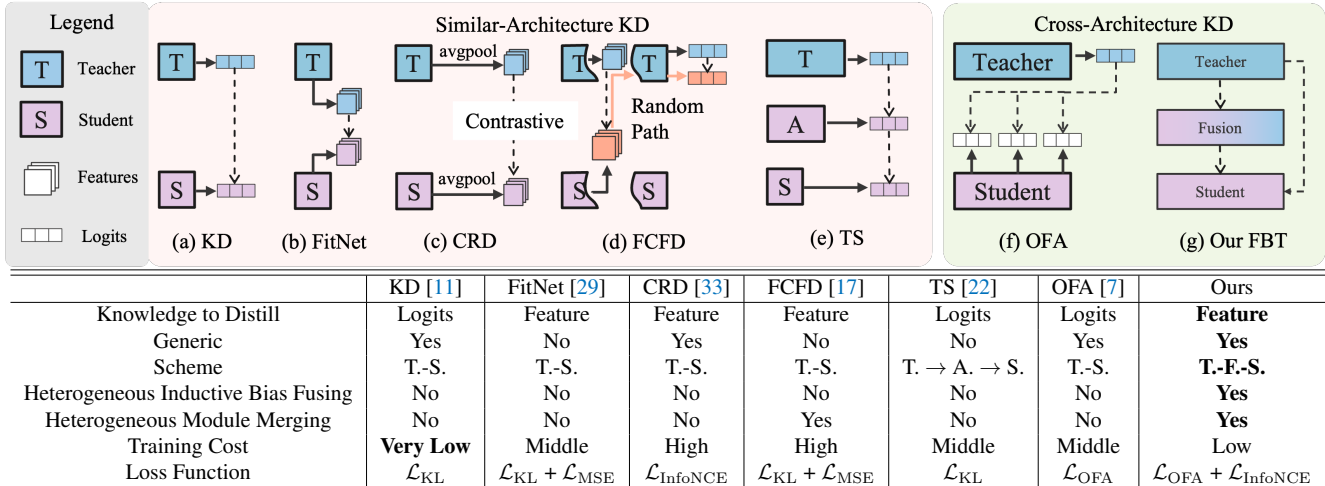 Legend
T Teacher
S Student
Features
Logits
Similar-Architecture KD
T
S
(a) KD
T
S
(b) FitNet
T avgpool
Contrastive
S avgpool
(c) CRD
T T
Random
Path
S S
(d) FCFD
T
A
S
(e) TS
Cross-Architecture KD
Teacher
Student
(f) OFA
Teacher
Fusion
Student
(g) Our FBT
KD [11] FitNet [29] CRD [33] FCFD [17] TS [22] OFA [7] Ours
Knowledge to Distill Logits Feature Feature Feature Logits Logits Feature
Generic Yes No Yes No No Yes Yes
Scheme T.-S. T.-S. T.-S. T.-S. T. → A. → S. T.-S. T.-F.-S.
Heterogeneous Inductive Bias Fusing No No No No No No Yes
Heterogeneous Module Merging No No No Yes No No Yes
Training Cost Very Low Middle High High Middle Middle Low
Loss Function ℒKL ℒKL + ℒMSE ℒInfoNCE ℒKL + ℒMSE ℒKL ℒOFA ℒOFA + ℒInfoNCE